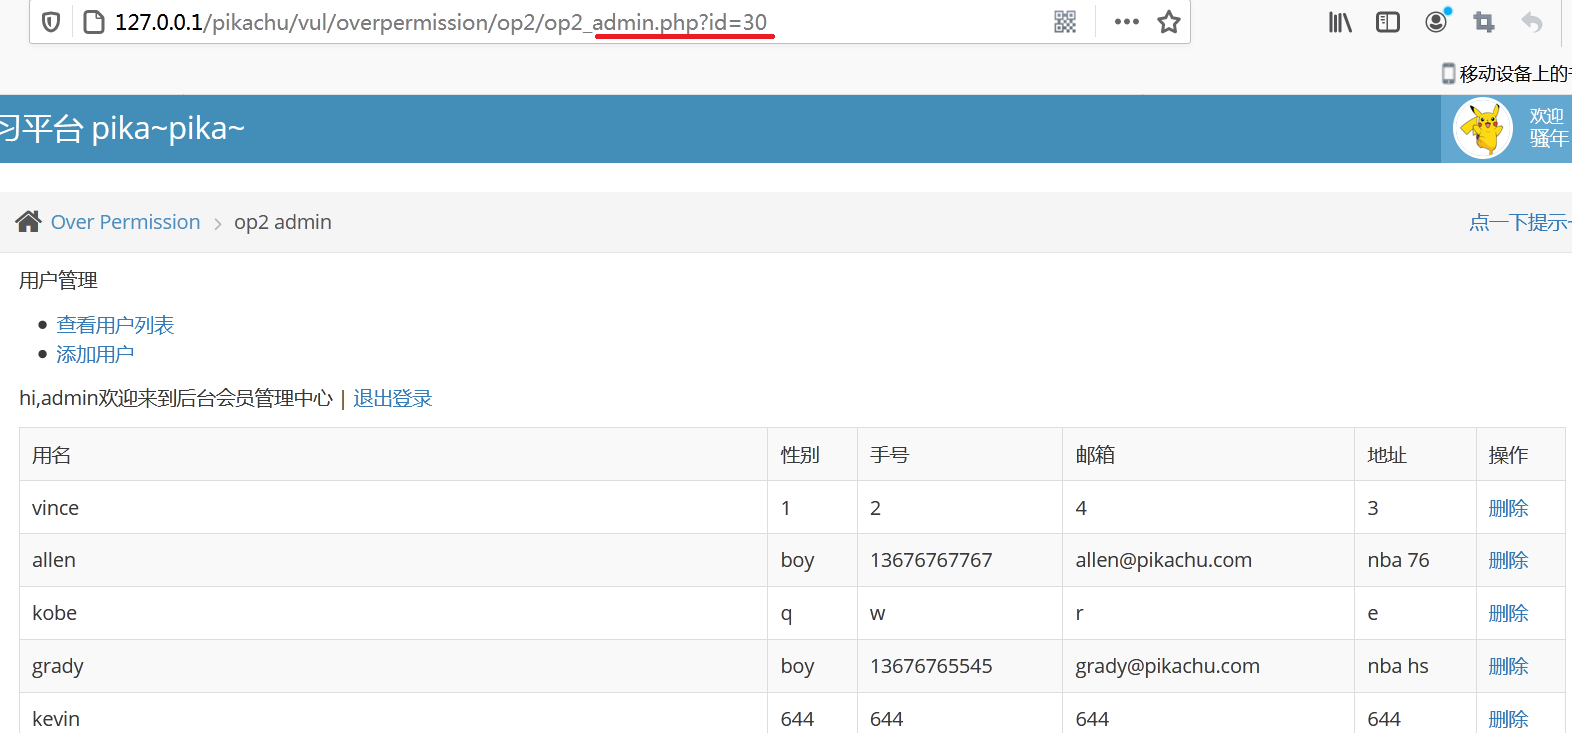 127.0.0.1/pikachu/vul/overpermission/op2/op2_admin.php?id=30
移动设备上的
习平台 pika~pika~
欢迎
骚年
Over Permission > op2 admin
点一下提示~
用户管理
查看用户列表
添加用户
hi,admin欢迎来到后台会员管理中心 | 退出登录
用名 性别 手号 邮箱 地址 操作
vince 1 2 4 3 删除
allen boy 13676767767 allen@pikachu.com nba 76 删除
kobe q w r e 删除
grady boy 13676765545 grady@pikachu.com nba hs 删除
kevin 644 644 644 644 删除